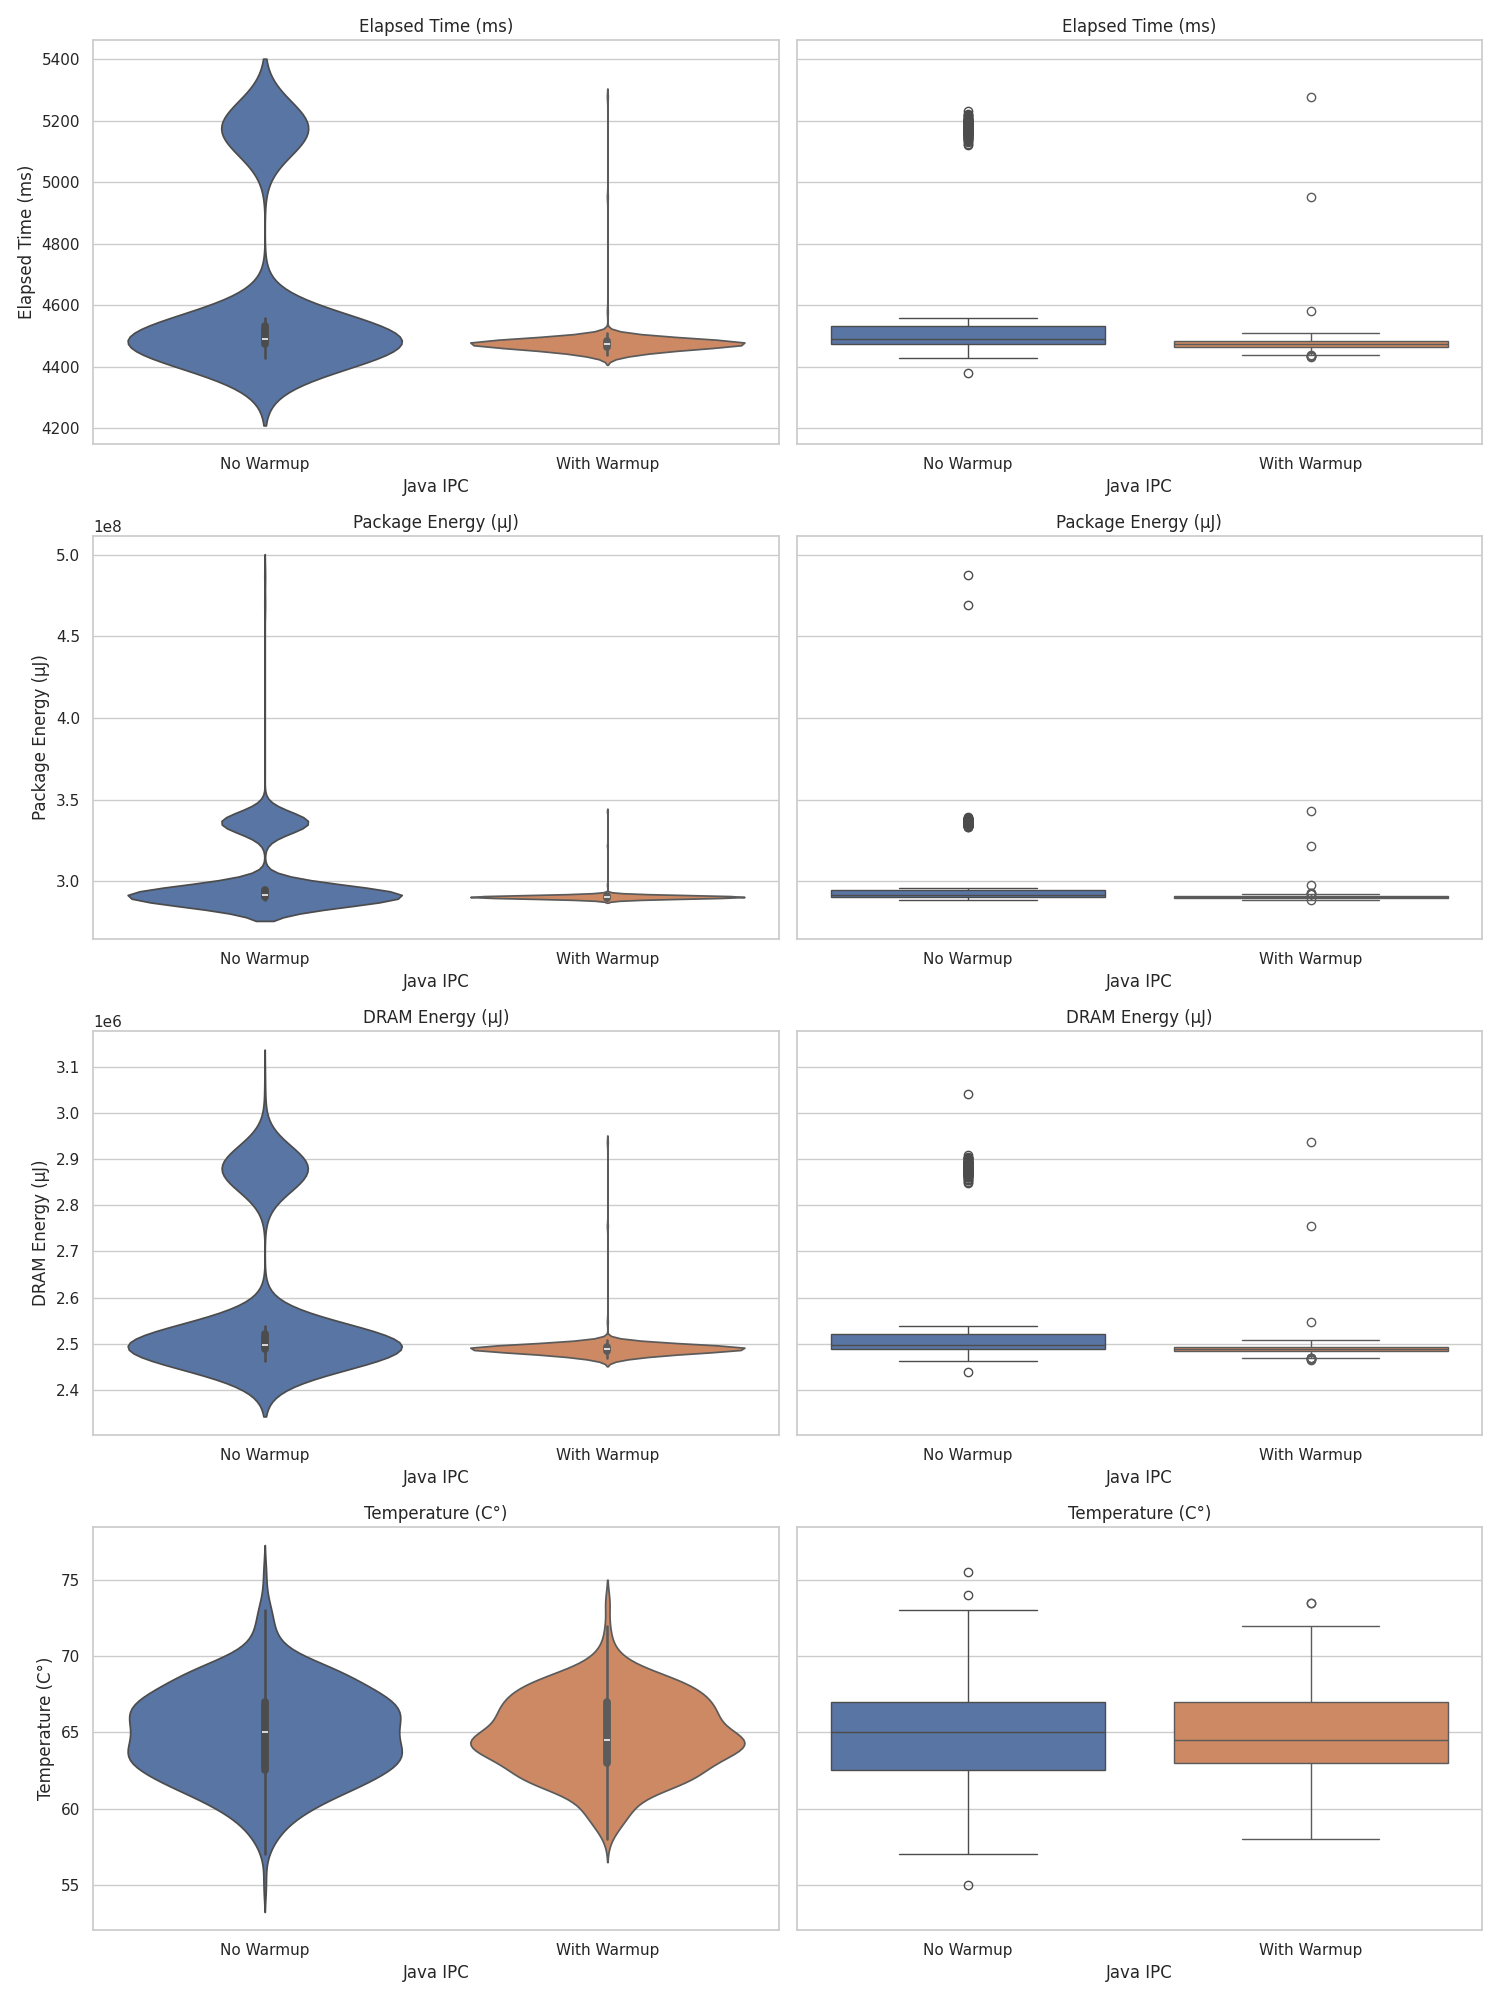 Elapsed Time (ms) Elapsed Time (ms)
Elapsed Time (ms)
5400
5200
5000
4800
4600
4400
4200
No Warmup With Warmup No Warmup With Warmup
Java IPC Java IPC
1e8 Package Energy (µJ) Package Energy (µJ)
Package Energy (µJ)
5.0
4.5
4.0
3.5
3.0
No Warmup With Warmup No Warmup With Warmup
Java IPC Java IPC
1e6 DRAM Energy (µJ) DRAM Energy (µJ)
DRAM Energy (µJ)
3.1
3.0
2.9
2.8
2.7
2.6
2.5
2.4
No Warmup With Warmup No Warmup With Warmup
Java IPC Java IPC
Temperature (C°) Temperature (C°)
Temperature (C°)
75
70
65
60
55
No Warmup With Warmup No Warmup With Warmup
Java IPC Java IPC